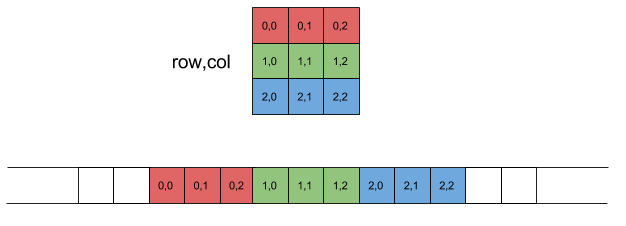 0,0 0,1 0,2
row,col
1,0 1,1 1,2
2,0 2,1 2,2
0,0 0,1 0,2 1,0 1,1 1,2 2,0 2,1 2,2